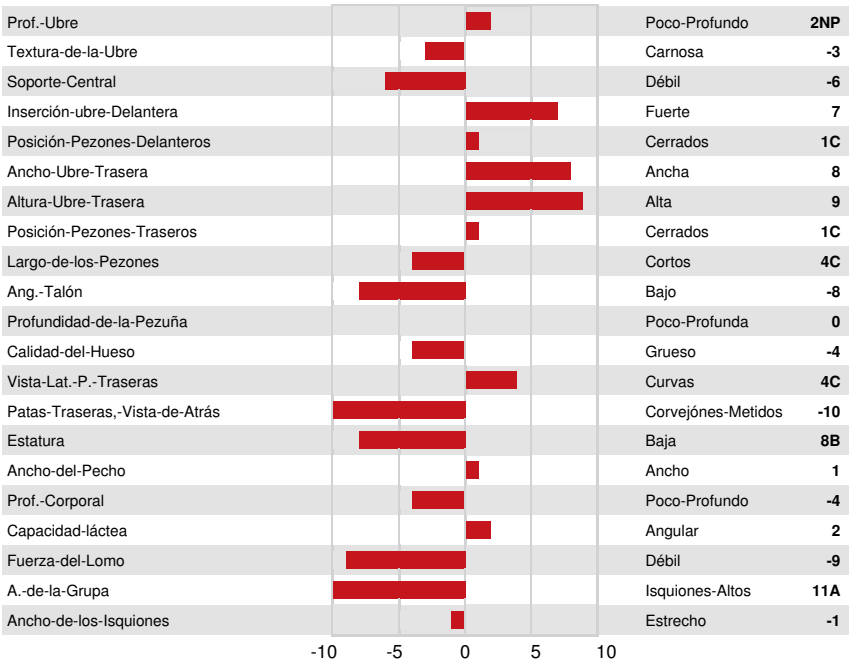 Prof.-Ubre Poco-Profundo 2NP
Textura-de-la-Ubre Carnosa -3
Soporte-Central Débil -6
Inserción-ubre-Delantera Fuerte 7
Posición-Pezones-Delanteros Cerrados 1C
Ancho-Ubre-Trasera Ancha 8
Altura-Ubre-Trasera Alta 9
Posición-Pezones-Traseros Cerrados 1C
Largo-de-los-Pezones Cortos 4C
Ang.-Talón Bajo -8
Profundidad-de-la-Pezuña Poco-Profunda 0
Calidad-del-Hueso Grueso -4
Vista-Lat.-P.-Traseras Curvas 4C
Patas-Traseras,-Vista-de-Atrás Corvejónes-Metidos -10
Estatura Baja 8B
Ancho-del-Pecho Ancho 1
Prof.-Corporal Poco-Profundo -4
Capacidad-láctea Angular 2
Fuerza-del-Lomo Débil -9
A.-de-la-Grupa Isquiones-Altos 11A
Ancho-de-los-Isquiones Estrecho -1
-10 -5 0 5 10